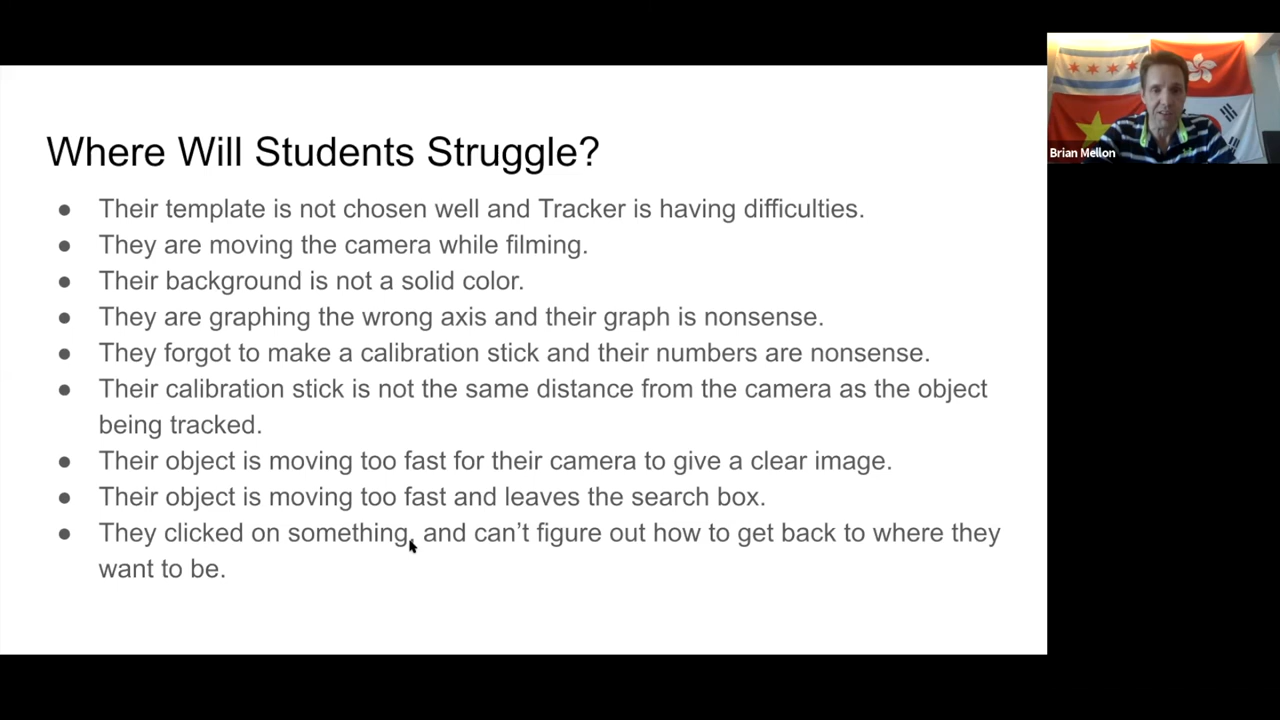 Where Will Students Struggle?
● Their template is not chosen well and Tracker is having difficulties.
● They are moving the camera while filming.
● Their background is not a solid color.
● They are graphing the wrong axis and their graph is nonsense.
● They forgot to make a calibration stick and their numbers are nonsense.
● Their calibration stick is not the same distance from the camera as the object
being tracked.
● Their object is moving too fast for their camera to give a clear image.
● Their object is moving too fast and leaves the search box.
● They clicked on something, and can’t figure out how to get back to where they
want to be.
Brian Mellon